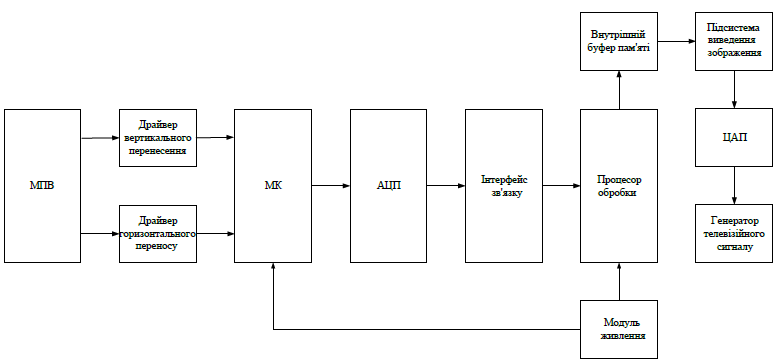 Внутрішній
буфер пам'яті
Підсистема
виведення
зображення
МПВ
Драйвер
вертикального
перенесення
Драйвер
горизонтального
переносу
МК
АЦП
Інтерфейс
зв'язку
Процесор
обробки
ЦАП
Генератор
телевізійного
сигналу
Модуль
живлення